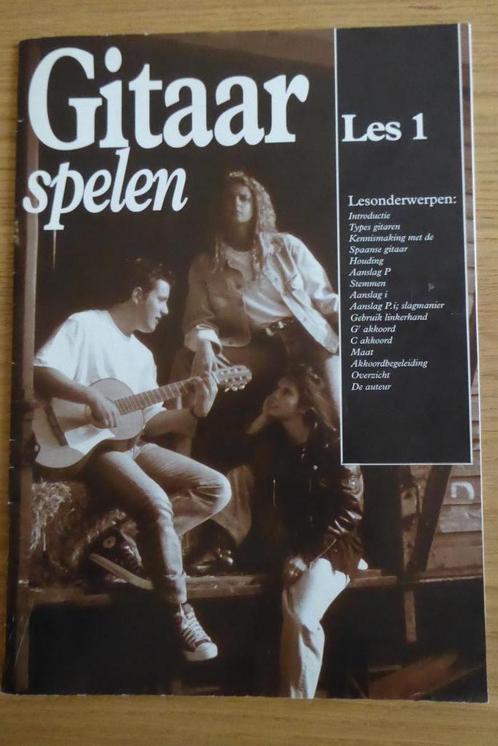 Gitaar
spelen
Les 1
Lesonderwerpen:
Introductie
Types gitaren
Kennismaking met de
Spaanse gitaar
Houding
Aanslag P
Stemmen
Aanslag i
Aanslag P.i; slagmanier
Gebruik linkerhand
G⁷ akkoord
C akkoord
Maat
Akkoordbegeleiding
Overzicht
De auteur